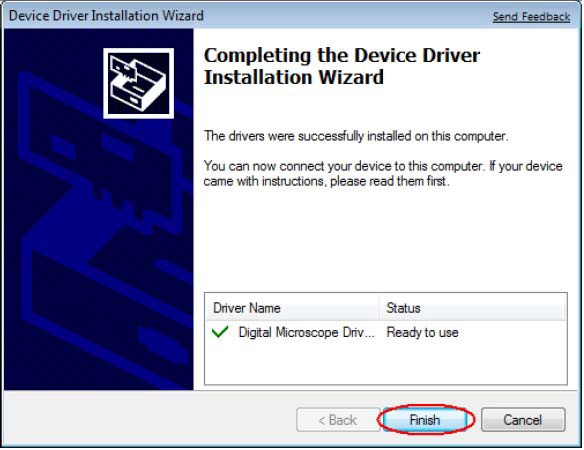 Device Driver Installation Wizard
Send Feedback
Completing the Device Driver
Installation Wizard
The drivers were successfully installed on this computer.
You can now connect your device to this computer. If your device
came with instructions, please read them first.
Driver Name Status
Digital Microscope Driv... Ready to use
< Back Finish Cancel